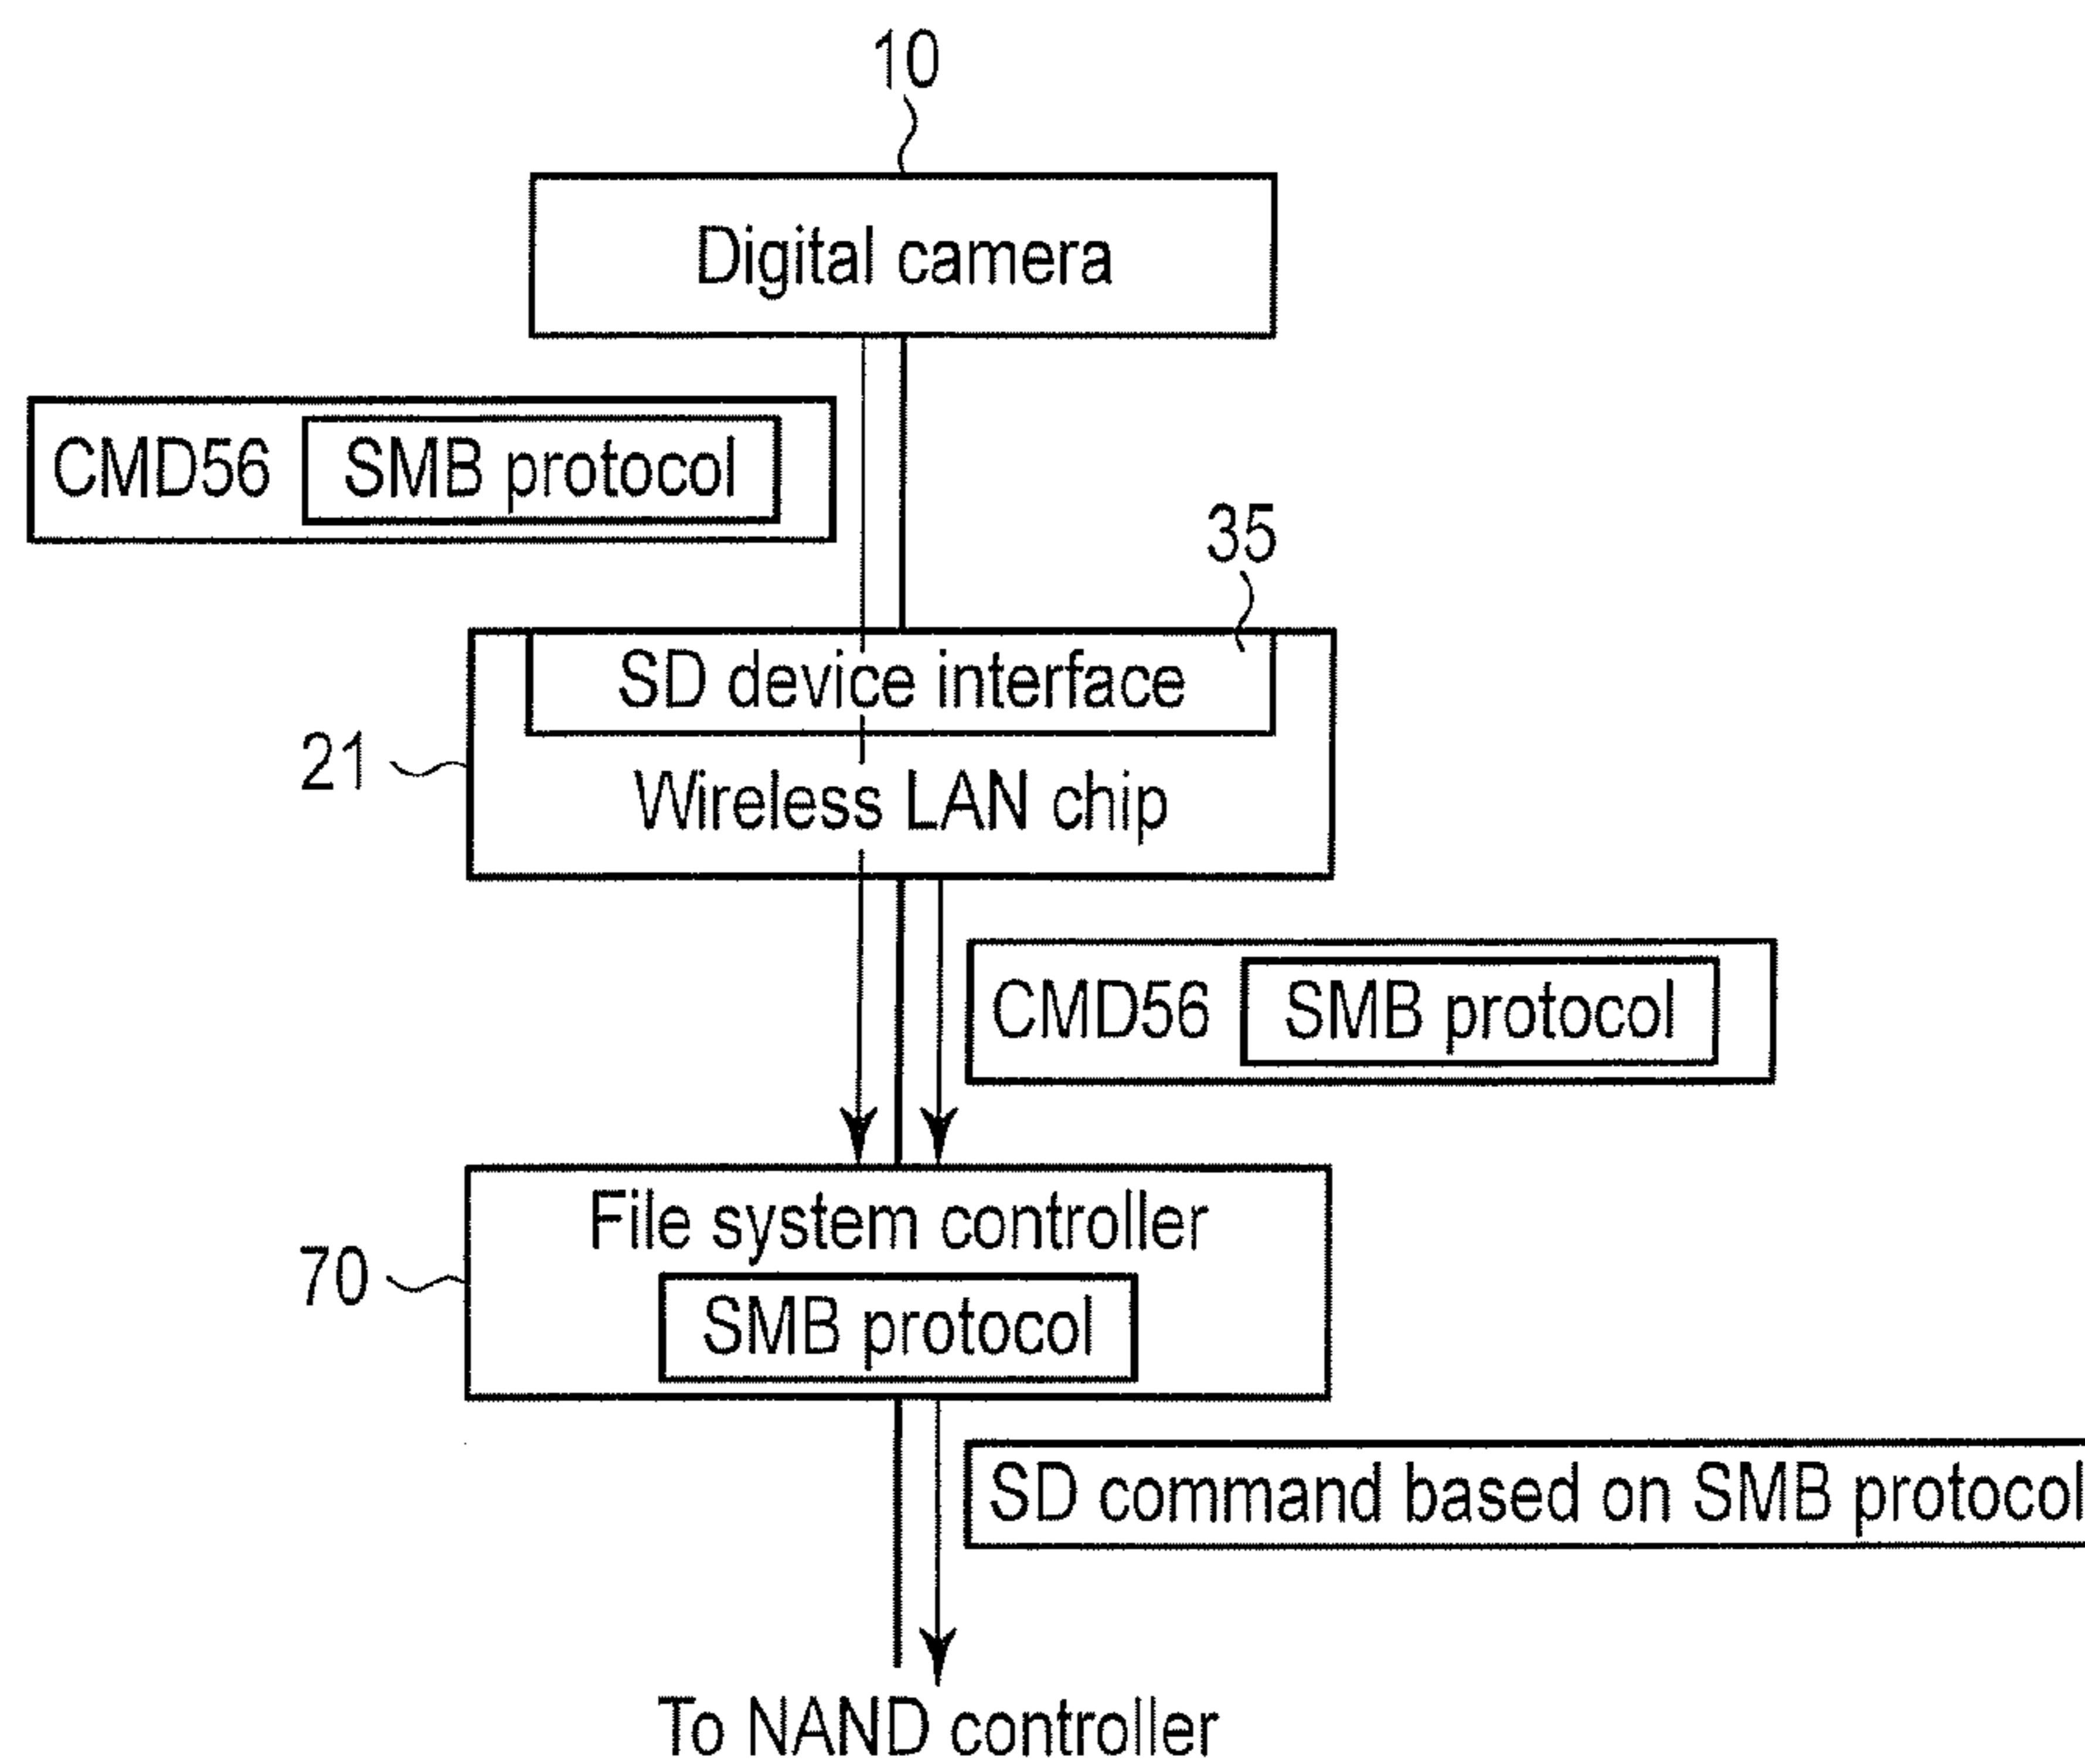 10
Digital camera
CMD56 SMB protocol
35
SD device interface
21
Wireless LAN chip
CMD56 SMB protocol
File system controller
70
SMB protocol
SD command based on SMB protocol
To NAND controller